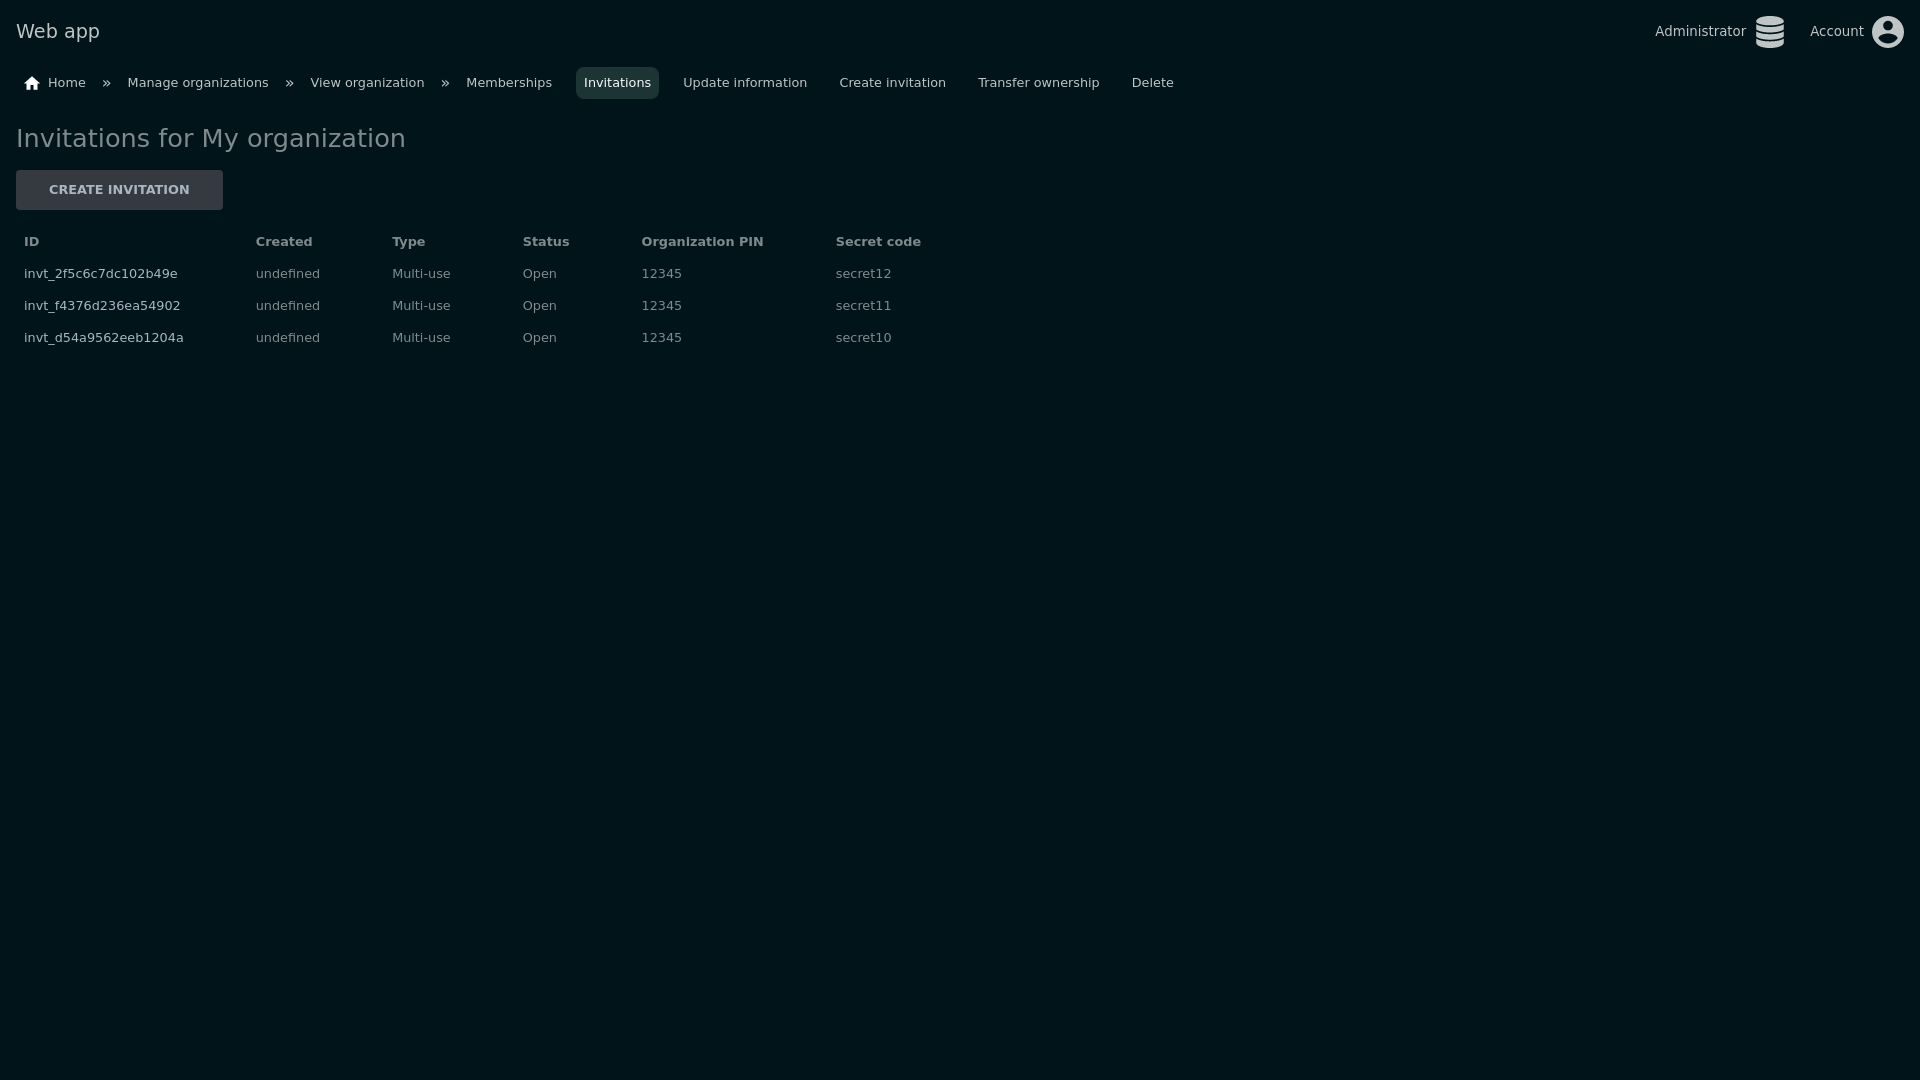 Web app
Administrator
Account
Home » Manage organizations » View organization » Memberships Invitations Update information Create invitation Transfer ownership Delete
Invitations for My organization
CREATE INVITATION
ID Created Type Status Organization PIN Secret code
invt_2f5c6c7dc102b49e undefined Multi-use Open 12345 secret12
invt_f4376d236ea54902 undefined Multi-use Open 12345 secret11
invt_d54a9562eeb1204a undefined Multi-use Open 12345 secret10